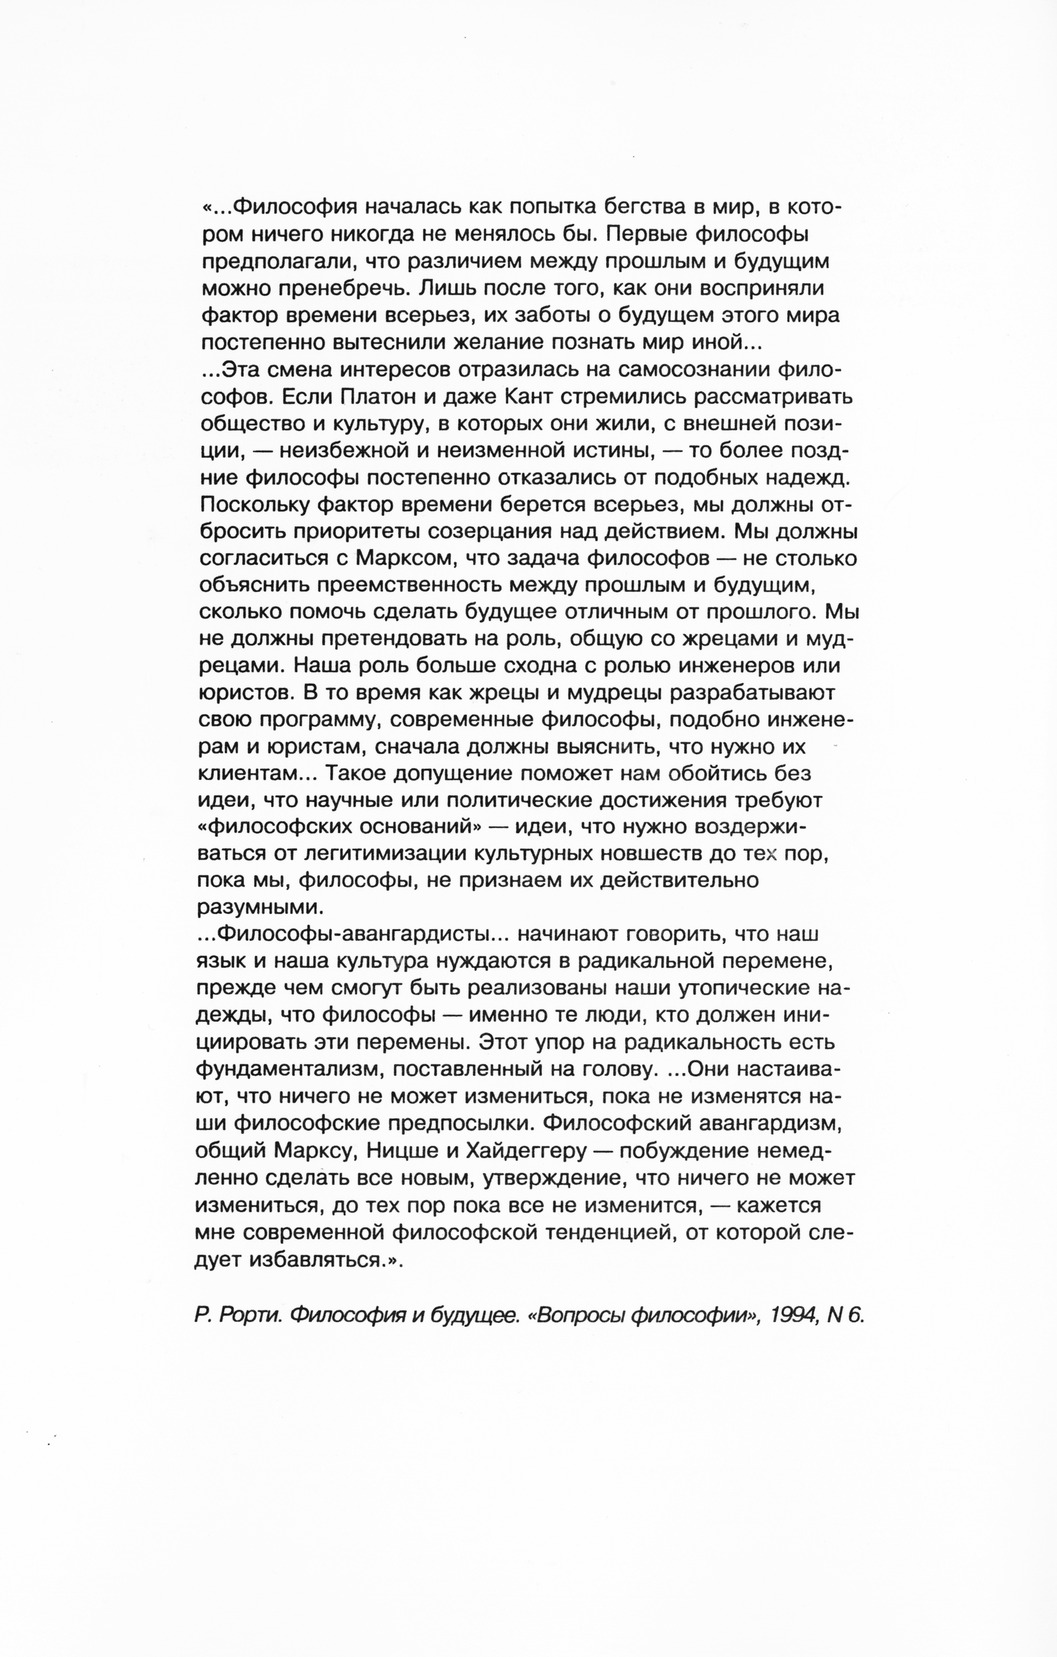 «...Философия началась как попытка бегства в мир, в кото-
ром ничего никогда не менялось бы. Первые философы
предполагали, что различием между прошлым и будущим
можно пренебречь. Лишь после того, как они восприняли
фактор времени всерьез, их заботы о будущем этого мира
постепенно вытеснили желание познать мир иной...
...Эта смена интересов отразилась на самосознании фило-
софов. Если Платон и даже Кант стремились рассматривать
общество и культуру, в которых они жили, с внешней пози-
ции, — неизбежной и неизменной истины, — то более позд-
ние философы постепенно отказались от подобных надежд.
Поскольку фактор времени берется всерьез, мы должны от-
бросить приоритеты созерцания над действием. Мы должны
согласиться с Марксом, что задача философов — не столько
объяснить преемственность между прошлым и будущим,
сколько помочь сделать будущее отличным от прошлого. Мы
не должны претендовать на роль, общую со жрецами и муд-
рецами. Наша роль больше сходна с ролью инженеров или
юристов. В то время как жрецы и мудрецы разрабатывают
свою программу, современные философы, подобно инжене-
рам и юристам, сначала должны выяснить, что нужно их
клиентам... Такое допущение поможет нам обойтись без
идеи, что научные или политические достижения требуют
«философских оснований» — идеи, что нужно воздержи-
ваться от легитимизации культурных новшеств до тех пор,
пока мы, философы, не признаем их действительно
разумными.
...Философы-авангардисты... начинают говорить, что наш
язык и наша культура нуждаются в радикальной перемене,
прежде чем смогут быть реализованы наши утопические на-
дежды, что философы — именно те люди, кто должен ини-
циировать эти перемены. Этот упор на радикальность есть
фундаментализм, поставленный на голову. ...Они настаива-
ют, что ничего не может измениться, пока не изменятся на-
ши философские предпосылки. Философский авангардизм,
общий Марксу, Ницше и Хайдеггеру — побуждение немед-
ленно сделать все новым, утверждение, что ничего не может
измениться, до тех пор пока все не изменится, — кажется
мне современной философской тенденцией, от которой сле-
дует избавляться.».
Р. Рорти. Философия и будущее. «Вопросы философии», 1994, N 6.